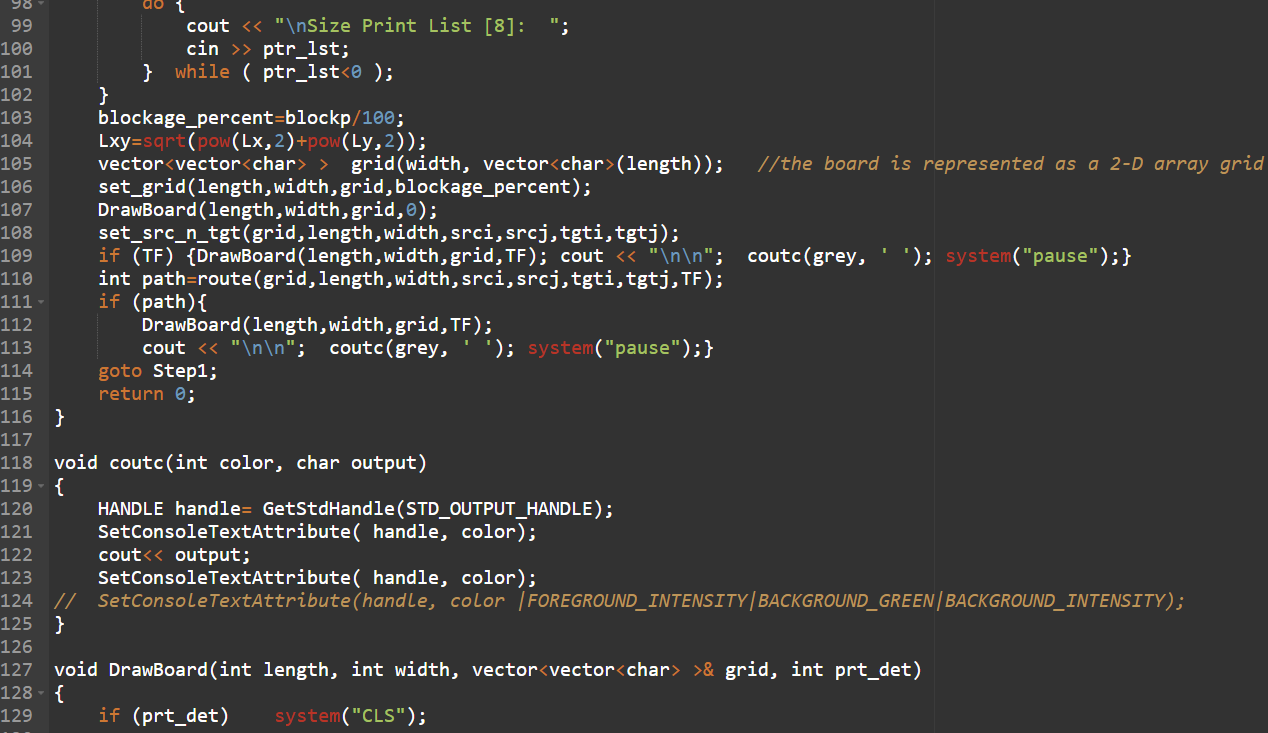 98 do {
99 cout << "\nSize Print List [8]:  ";
100 cin >> ptr_lst;
101 }  while ( ptr_lst<0 );
102 }
103 blockage_percent=blockp/100;
104 Lxy=sqrt(pow(Lx,2)+pow(Ly,2));
105 vector<vector<char> >  grid(width, vector<char>(length));   //the board is represented as a 2-D array grid
106 set_grid(length,width,grid,blockage_percent);
107 DrawBoard(length,width,grid,0);
108 set_src_n_tgt(grid,length,width,srci,srcj,tgti,tgtj);
109 if (TF) {DrawBoard(length,width,grid,TF); cout << "\n\n";  coutc(grey, ' '); system("pause");}
110 int path=route(grid,length,width,srci,srcj,tgti,tgtj,TF);
111 if (path){
112 DrawBoard(length,width,grid,TF);
113 cout << "\n\n";  coutc(grey, ' '); system("pause");}
114 goto Step1;
115 return 0;
116 }
117
118 void coutc(int color, char output)
119 {
120 HANDLE handle= GetStdHandle(STD_OUTPUT_HANDLE);
121 SetConsoleTextAttribute( handle, color);
122 cout<< output;
123 SetConsoleTextAttribute( handle, color);
124 //  SetConsoleTextAttribute(handle, color |FOREGROUND_INTENSITY|BACKGROUND_GREEN|BACKGROUND_INTENSITY);
125 }
126
127 void DrawBoard(int length, int width, vector<vector<char> >& grid, int prt_det)
128 {
129 if (prt_det)    system("CLS");